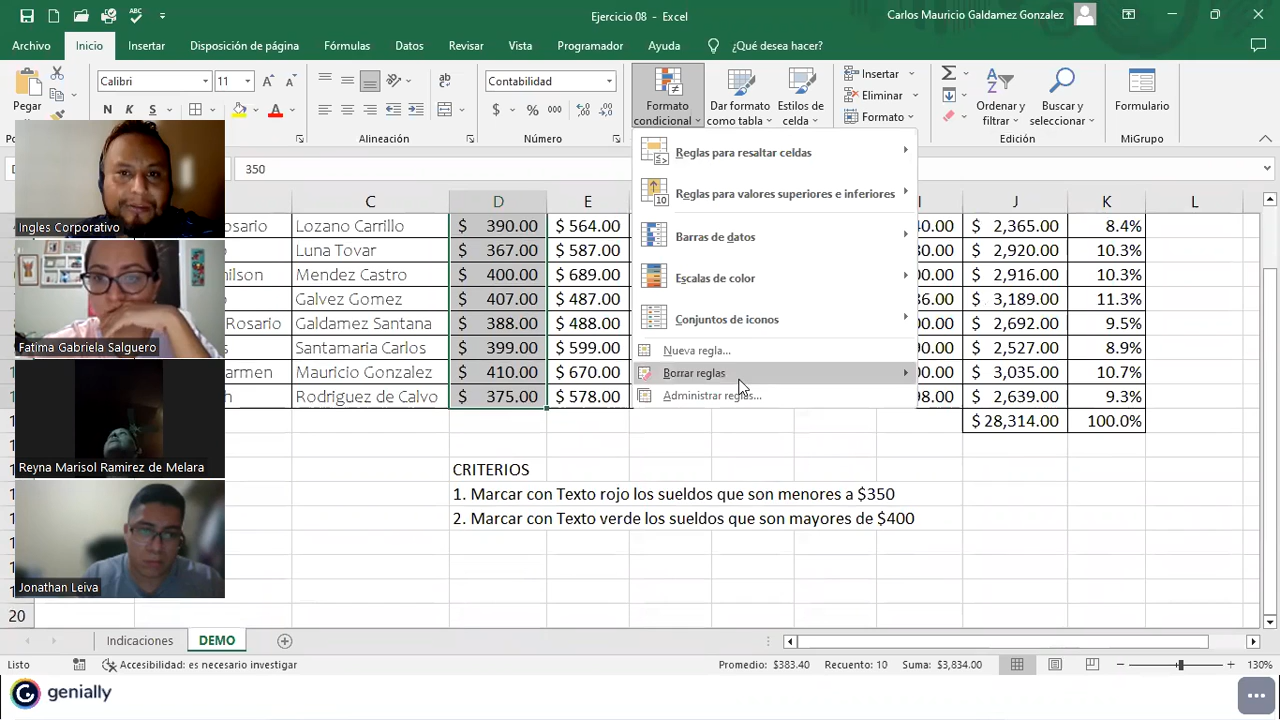 Ejercicio 08 – Excel
Carlos Mauricio Galdamez Gonzalez
Archivo Inicio Insertar Disposición de página Fórmulas Datos Revisar Vista Programador Ayuda ¿Qué desea hacer?
Pegar
Calibri 11
N K S
Alineación
Contabilidad
$ % 000
Número
Formato condicional
Dar formato como tabla
Estilos de celda
Insertar
Eliminar
Formato
Ordenar y filtrar
Buscar y seleccionar
Edición
Formulario
MiGrupo
350
Reglas para resaltar celdas
Reglas para valores superiores e inferiores
Barras de datos
Escalas de color
Conjuntos de iconos
Nueva regla...
Borrar reglas
Administrar reglas...
C D E J K L
osario Lozano Carrillo $ 390.00 $ 564.00 40.00 $ 2,365.00 8.4%
Luna Tovar $ 367.00 $ 587.00 $ 2,920.00 10.3%
nilson Mendez Castro $ 400.00 $ 689.00 $ 2,916.00 10.3%
Galvez Gomez $ 407.00 $ 487.00 $ 3,189.00 11.3%
Rosario Galdamez Santana $ 388.00 $ 488.00 $ 2,692.00 9.5%
Santamaria Carlos $ 399.00 $ 599.00 $ 2,527.00 8.9%
armen Mauricio Gonzalez $ 410.00 $ 670.00 $ 3,035.00 10.7%
Rodriguez de Calvo $ 375.00 $ 578.00 98.00 $ 2,639.00 9.3%
$ 28,314.00 100.0%
CRITERIOS
1. Marcar con Texto rojo los sueldos que son menores a $350
2. Marcar con Texto verde los sueldos que son mayores de $400
20
Ingles Corporativo
Fatima Gabriela Salguero
Reyna Marisol Ramirez de Melara
Jonathan Leiva
Indicaciones DEMO
Listo Accesibilidad: es necesario investigar Promedio: $383.40 Recuento: 10 Suma: $3,834.00 130%
genially